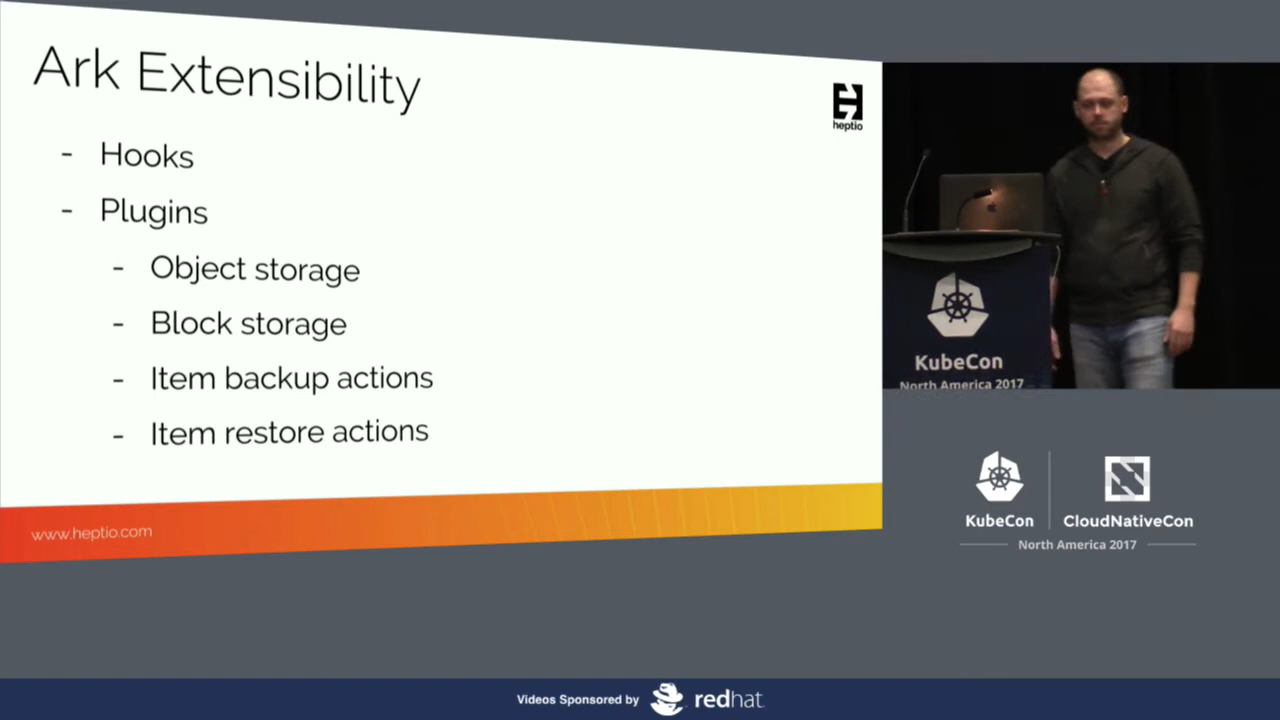 Ark Extensibility
heptio
- Hooks
- Plugins
- Object storage
- Block storage
- Item backup actions
- Item restore actions
www.heptio.com
KubeCon
North America 2017
KubeCon
CloudNativeCon
North America 2017
Videos Sponsored by
redhat